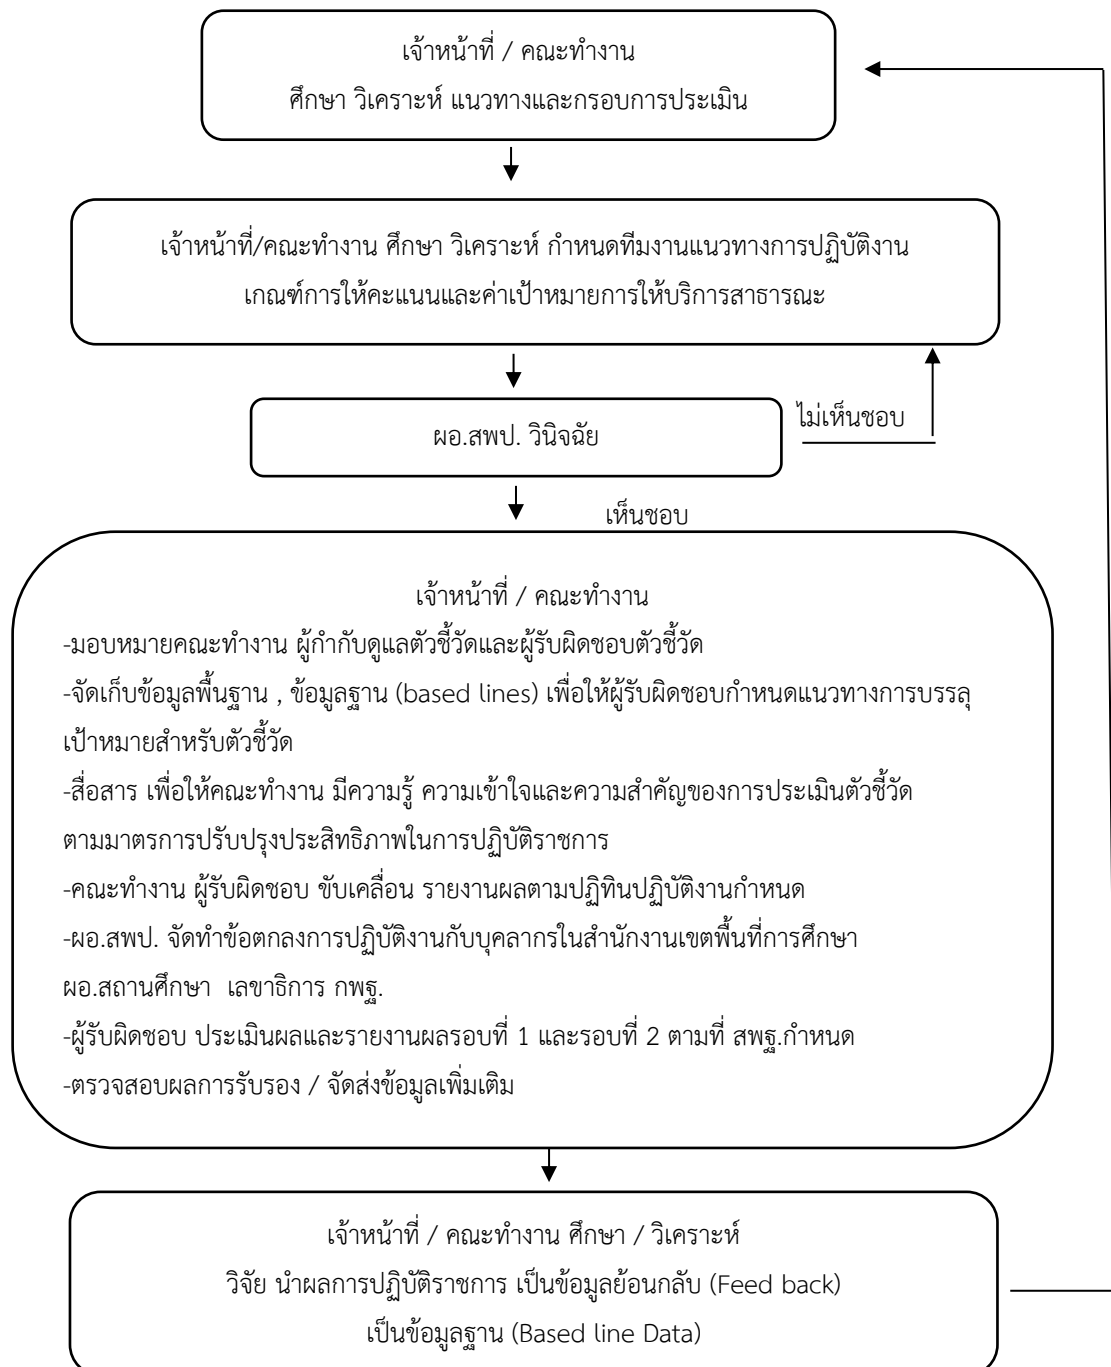 เจ้าหน้าที่ / คณะทำงาน
ศึกษา วิเคราะห์ แนวทางและกรอบการประเมิน
เจ้าหน้าที่/คณะทำงาน ศึกษา วิเคราะห์ กำหนดทีมงานแนวทางการปฏิบัติงาน
เกณฑ์การให้คะแนนและค่าเป้าหมายการให้บริการสาธารณะ
ผอ.สพป. วินิจฉัย
ไม่เห็นชอบ
เห็นชอบ
เจ้าหน้าที่ / คณะทำงาน
-มอบหมายคณะทำงาน ผู้กำกับดูแลตัวชี้วัดและผู้รับผิดชอบตัวชี้วัด
-จัดเก็บข้อมูลพื้นฐาน , ข้อมูลฐาน (based lines) เพื่อให้ผู้รับผิดชอบกำหนดแนวทางการบรรลุ
เป้าหมายสำหรับตัวชี้วัด
-สื่อสาร เพื่อให้คณะทำงาน มีความรู้ ความเข้าใจและความสำคัญของการประเมินตัวชี้วัด
ตามมาตรการปรับปรุงประสิทธิภาพในการปฏิบัติราชการ
-คณะทำงาน ผู้รับผิดชอบ ขับเคลื่อน รายงานผลตามปฏิทินปฏิบัติงานกำหนด
-ผอ.สพป. จัดทำข้อตกลงการปฏิบัติงานกับบุคลากรในสำนักงานเขตพื้นที่การศึกษา
ผอ.สถานศึกษา เลขาธิการ กพฐ.
-ผู้รับผิดชอบ ประเมินผลและรายงานผลรอบที่ 1 และรอบที่ 2 ตามที่ สพฐ.กำหนด
-ตรวจสอบผลการรับรอง / จัดส่งข้อมูลเพิ่มเติม
เจ้าหน้าที่ / คณะทำงาน ศึกษา / วิเคราะห์
วิจัย นำผลการปฏิบัติราชการ เป็นข้อมูลย้อนกลับ (Feed back)
เป็นข้อมูลฐาน (Based line Data)